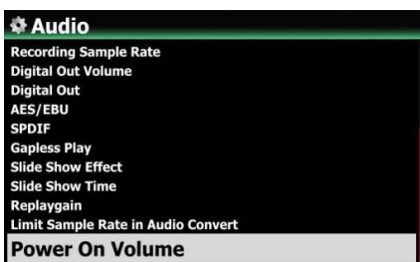 Audio
Recording Sample Rate
Digital Out Volume
Digital Out
AES/EBU
SPDIF
Gapless Play
Slide Show Effect
Slide Show Time
Replaygain
Limit Sample Rate in Audio Convert
Power On Volume